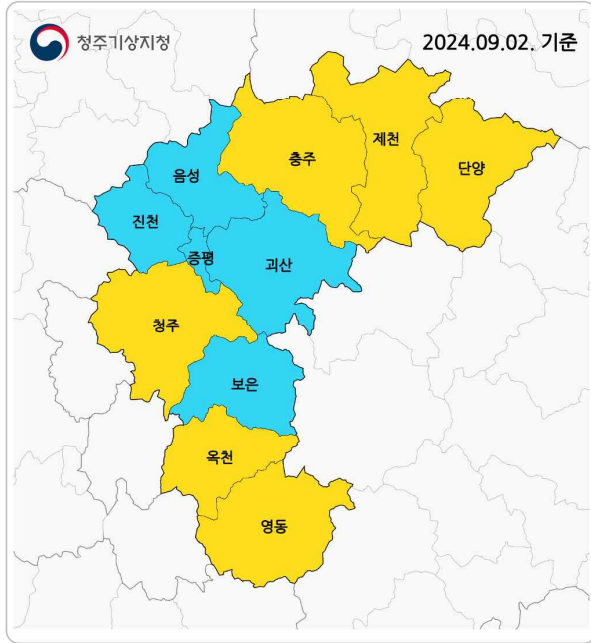 청주기상지청
2024.09.02. 기준
충주
제천
단양
음성
진천
증평
괴산
청주
보은
옥천
영동